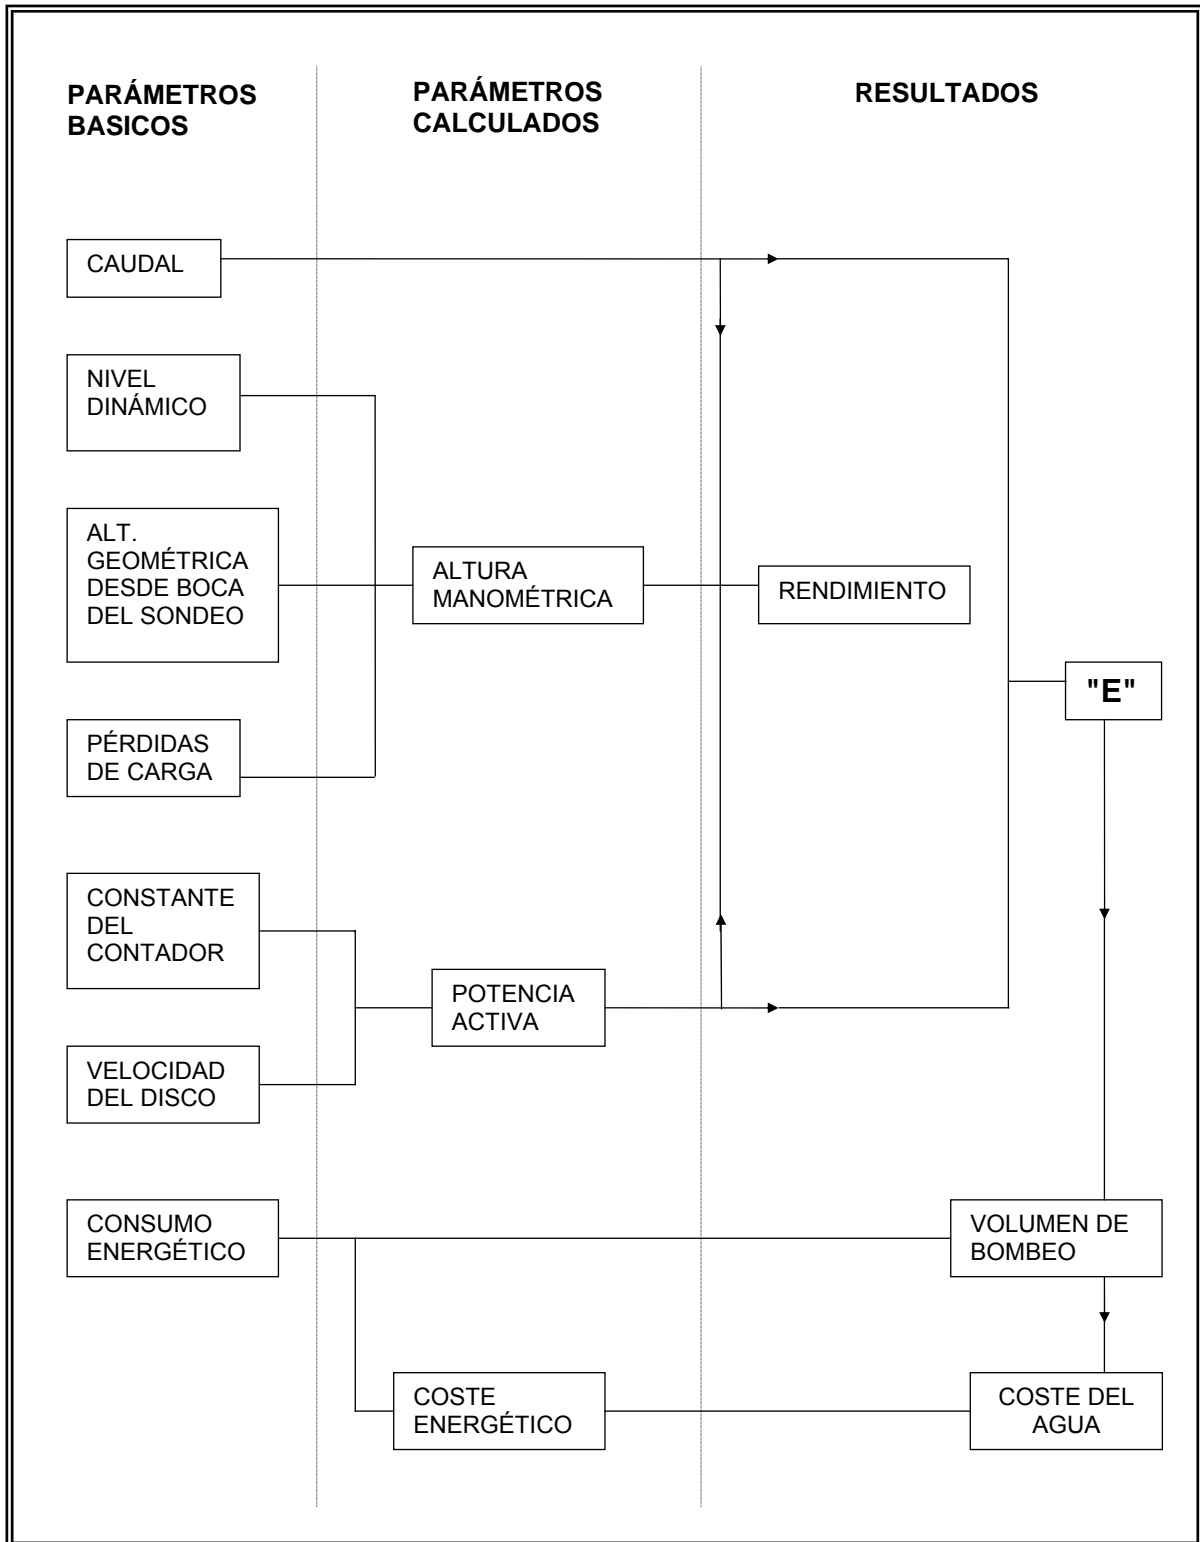 PARÁMETROS
BASICOS
PARÁMETROS
CALCULADOS
RESULTADOS
CAUDAL
NIVEL
DINÁMICO
ALT.
GEOMÉTRICA
DESDE BOCA
DEL SONDEO
ALTURA
MANOMÉTRICA
RENDIMIENTO
"E"
PÉRDIDAS
DE CARGA
CONSTANTE
DEL
CONTADOR
POTENCIA
ACTIVA
VELOCIDAD
DEL DISCO
CONSUMO
ENERGÉTICO
VOLUMEN DE
BOMBEO
COSTE
ENERGÉTICO
COSTE DEL
AGUA